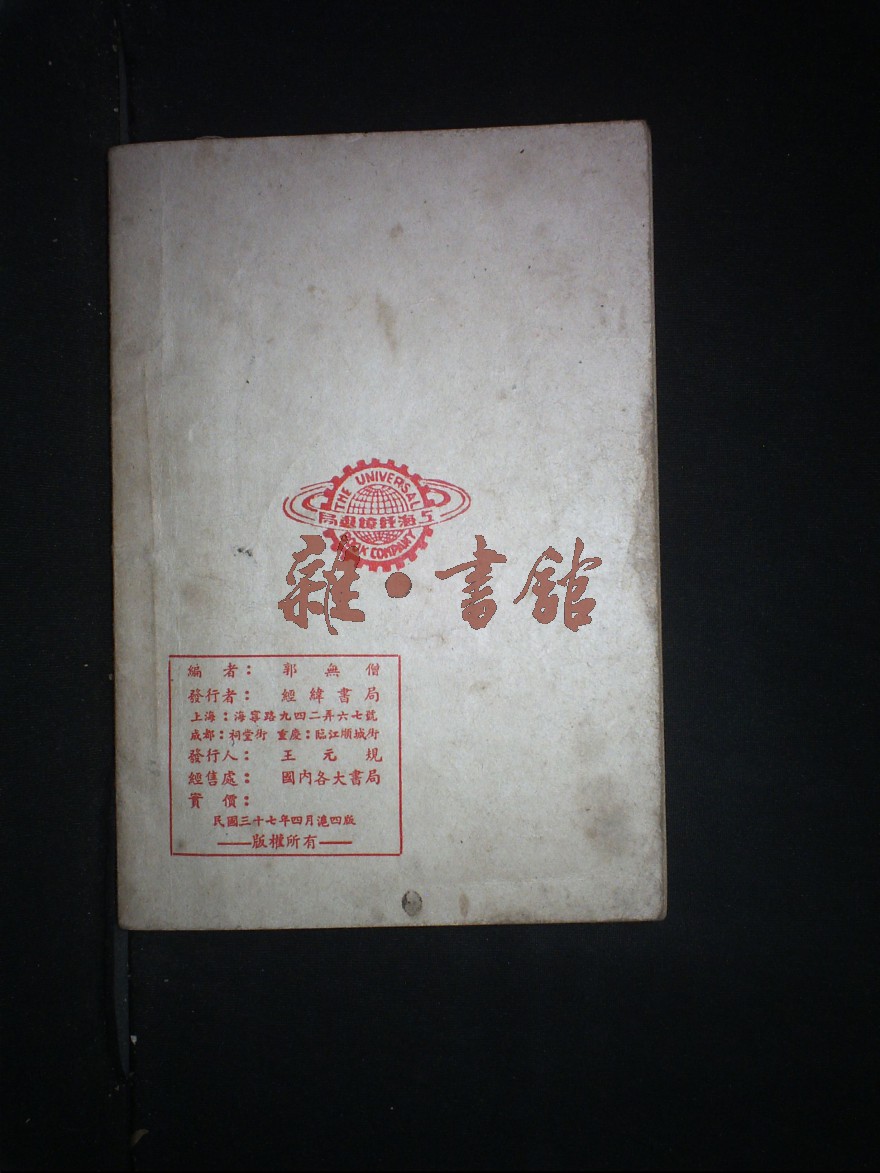 THE UNIVERSAL
上海經緯書局
BOOK COMPANY
雜·書館
編者：郭無僧
發行者：經緯書局
上海：海寧路九四二弄六七號
成都：祠堂街 重慶：臨江順城街
發行人：王元規
經售處：國內各大書局
實價：
民國三十七年四月滬四版
——版權所有——